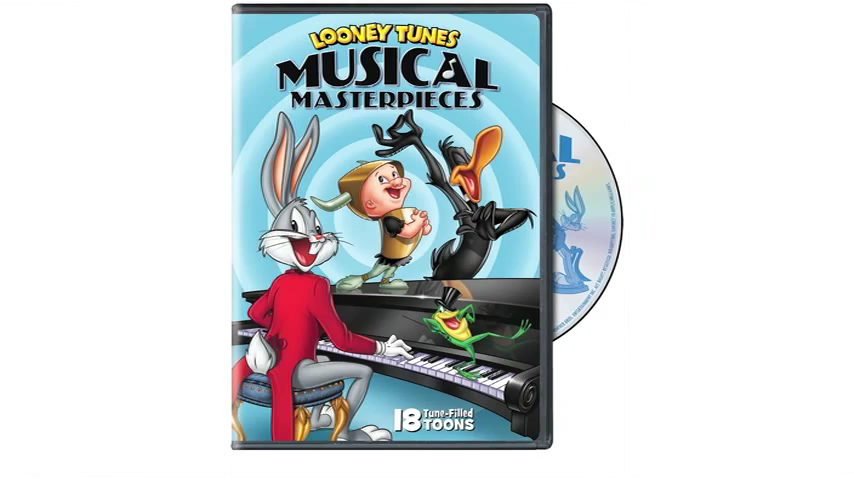 LOONEY TUNES
MUSICAL
MASTERPIECES
18 Tune-Filled
TOONS